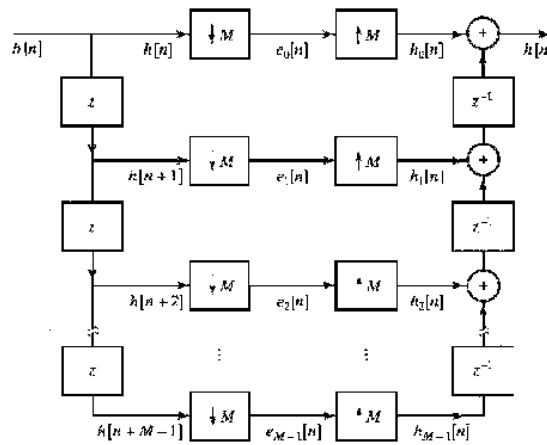 h[n] h[n] ↓M e₀[n] ↑M h₀[n] + h[n]
z z⁻¹
h[n+1] ↓M e₁[n] ↑M h₁[n] +
z z⁻¹
h[n+2] ↓M e₂[n] M h₂[n] +
z z⁻¹
h[n+M−1] ↓M e_{M−1}[n] M h_{M−1}[n]